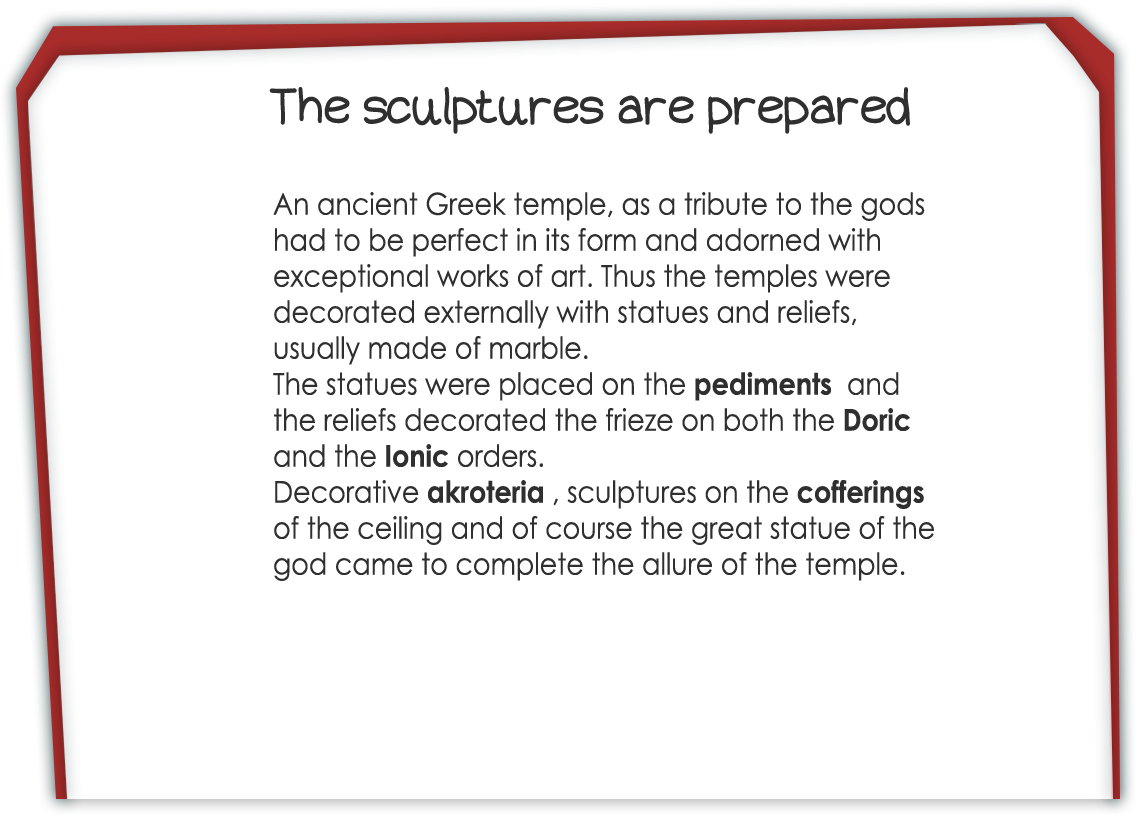 The sculptures are prepared
An ancient Greek temple, as a tribute to the gods
had to be perfect in its form and adorned with
exceptional works of art. Thus the temples were
decorated externally with statues and reliefs,
usually made of marble.
The statues were placed on the pediments  and
the reliefs decorated the frieze on both the Doric
and the Ionic orders.
Decorative akroteria , sculptures on the cofferings
of the ceiling and of course the great statue of the
god came to complete the allure of the temple.